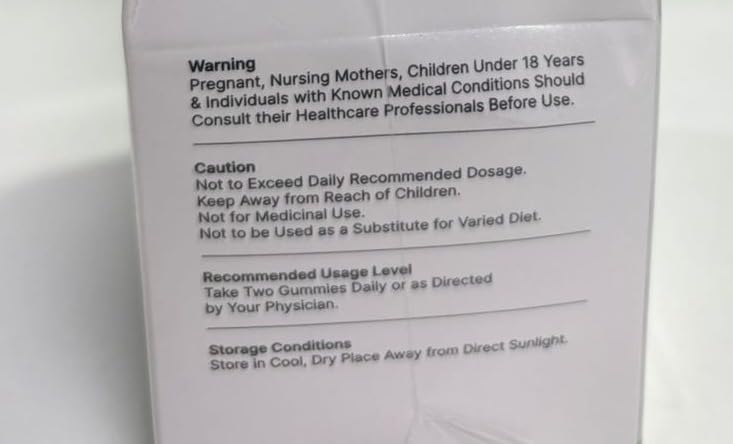 Warning
Pregnant, Nursing Mothers, Children Under 18 Years
& Individuals with Known Medical Conditions Should
Consult their Healthcare Professionals Before Use.
Caution
Not to Exceed Daily Recommended Dosage.
Keep Away from Reach of Children.
Not for Medicinal Use.
Not to be Used as a Substitute for Varied Diet.
Recommended Usage Level
Take Two Gummies Daily or as Directed
by Your Physician.
Storage Conditions
Store in Cool, Dry Place Away from Direct Sunlight.